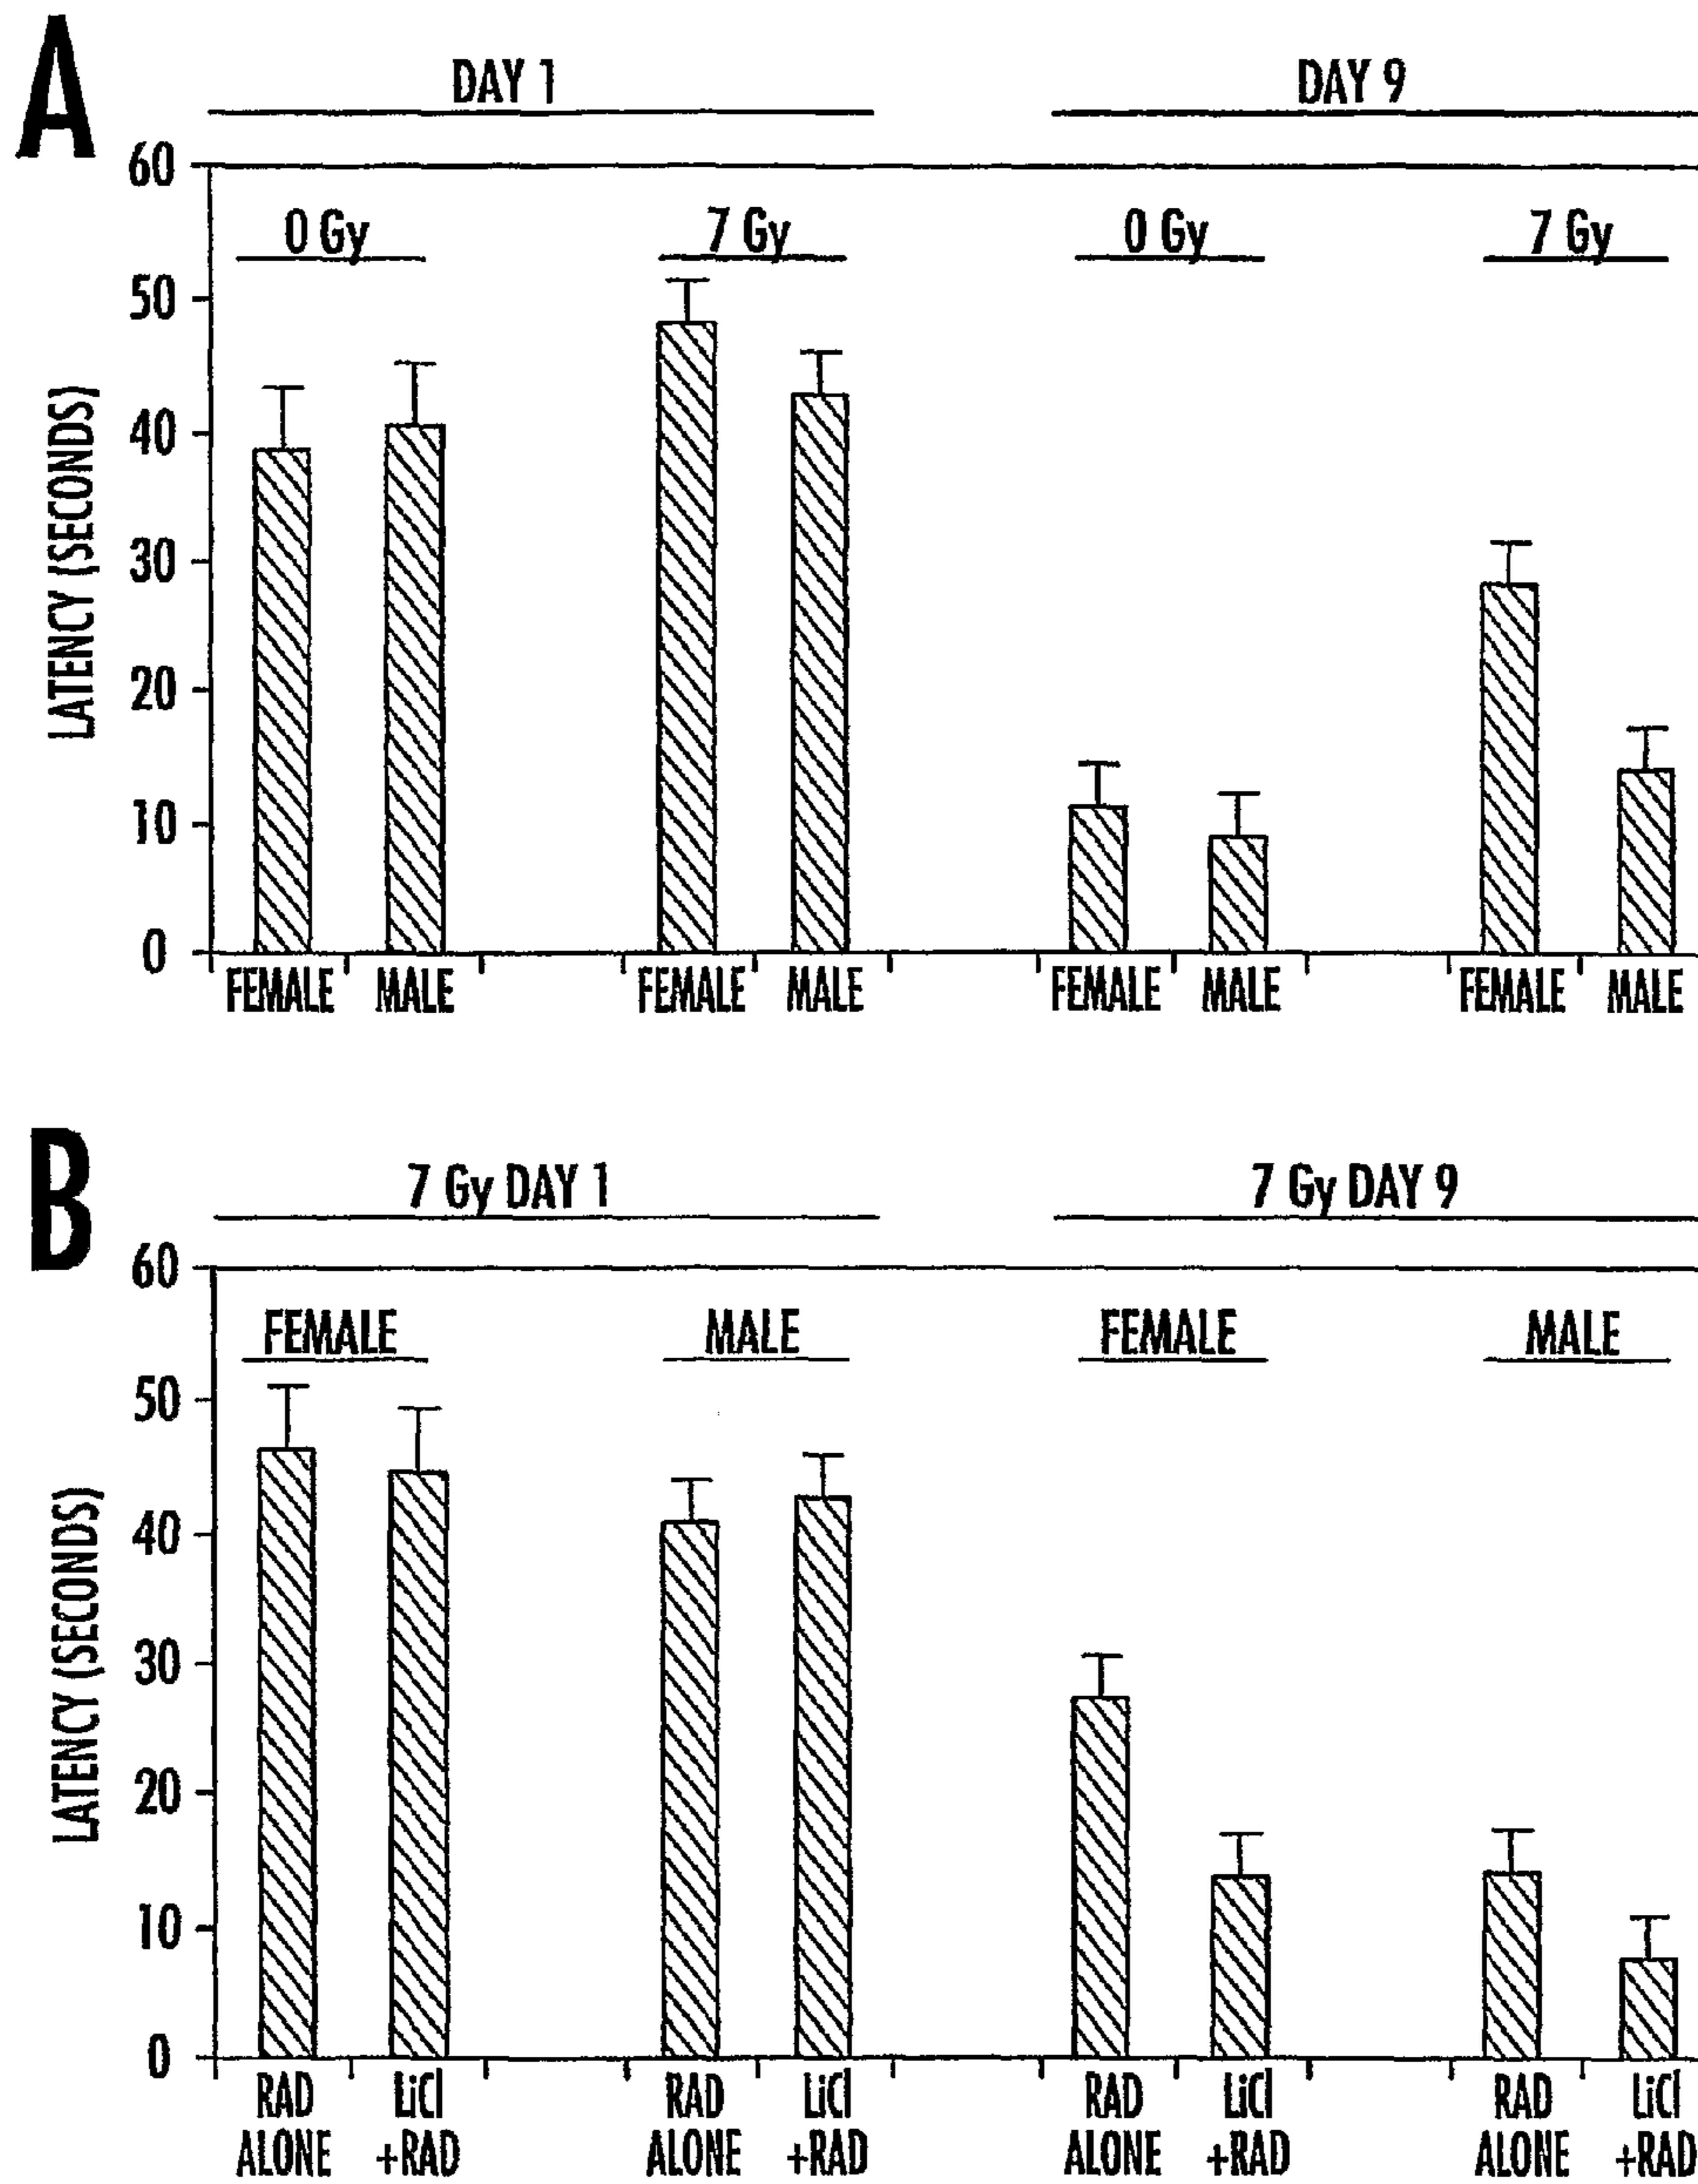 A
DAY 1 DAY 9
60
0 Gy 7 Gy 0 Gy 7 Gy
50
40
30
20
10
0
LATENCY (SECONDS)
FEMALE MALE FEMALE MALE FEMALE MALE FEMALE MALE
B
7 Gy DAY 1 7 Gy DAY 9
60
FEMALE MALE FEMALE MALE
50
40
30
20
10
0
LATENCY (SECONDS)
RAD LiCl RAD LiCl RAD LiCl RAD LiCl
ALONE +RAD ALONE +RAD ALONE +RAD ALONE +RAD